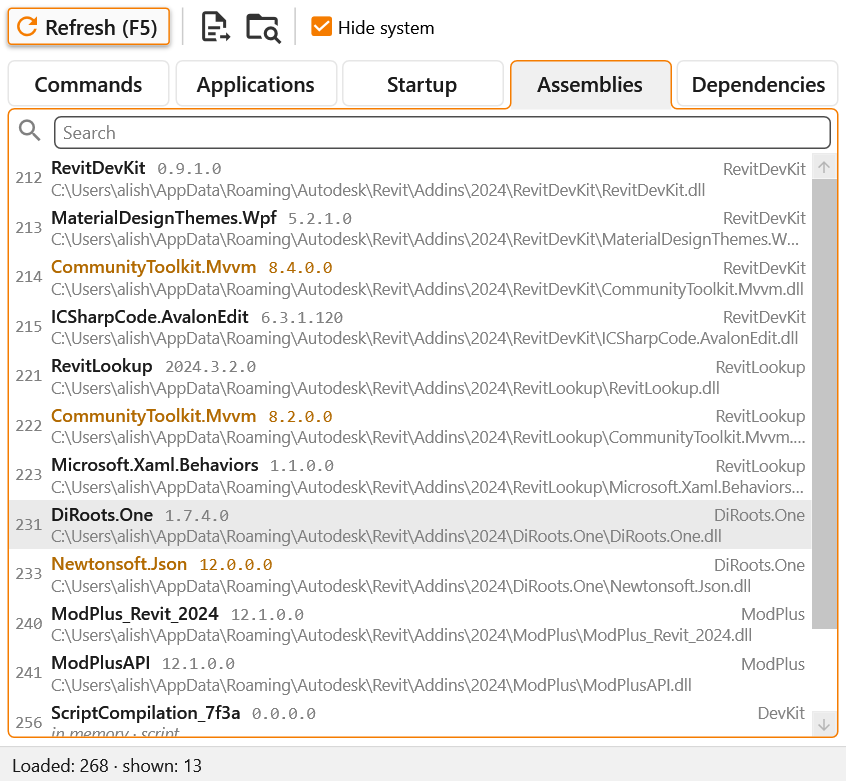 Refresh (F5)
Hide system
Commands
Applications
Startup
Assemblies
Dependencies
Search
212 RevitDevKit 0.9.1.0 RevitDevKit
C:\Users\alish\AppData\Roaming\Autodesk\Revit\Addins\2024\RevitDevKit\RevitDevKit.dll
213 MaterialDesignThemes.Wpf 5.2.1.0 RevitDevKit
C:\Users\alish\AppData\Roaming\Autodesk\Revit\Addins\2024\RevitDevKit\MaterialDesignThemes.W...
214 CommunityToolkit.Mvvm 8.4.0.0 RevitDevKit
C:\Users\alish\AppData\Roaming\Autodesk\Revit\Addins\2024\RevitDevKit\CommunityToolkit.Mvvm.dll
215 ICSharpCode.AvalonEdit 6.3.1.120 RevitDevKit
C:\Users\alish\AppData\Roaming\Autodesk\Revit\Addins\2024\RevitDevKit\ICSharpCode.AvalonEdit.dll
221 RevitLookup 2024.3.2.0 RevitLookup
C:\Users\alish\AppData\Roaming\Autodesk\Revit\Addins\2024\RevitLookup\RevitLookup.dll
222 CommunityToolkit.Mvvm 8.2.0.0 RevitLookup
C:\Users\alish\AppData\Roaming\Autodesk\Revit\Addins\2024\RevitLookup\CommunityToolkit.Mvvm....
223 Microsoft.Xaml.Behaviors 1.1.0.0 RevitLookup
C:\Users\alish\AppData\Roaming\Autodesk\Revit\Addins\2024\RevitLookup\Microsoft.Xaml.Behaviors...
231 DiRoots.One 1.7.4.0 DiRoots.One
C:\Users\alish\AppData\Roaming\Autodesk\Revit\Addins\2024\DiRoots.One\DiRoots.One.dll
233 Newtonsoft.Json 12.0.0.0 DiRoots.One
C:\Users\alish\AppData\Roaming\Autodesk\Revit\Addins\2024\DiRoots.One\Newtonsoft.Json.dll
240 ModPlus_Revit_2024 12.1.0.0 ModPlus
C:\Users\alish\AppData\Roaming\Autodesk\Revit\Addins\2024\ModPlus\ModPlus_Revit_2024.dll
241 ModPlusAPI 12.1.0.0 ModPlus
C:\Users\alish\AppData\Roaming\Autodesk\Revit\Addins\2024\ModPlus\ModPlusAPI.dll
256 ScriptCompilation_7f3a 0.0.0.0 DevKit
in memory · script
Loaded: 268 · shown: 13